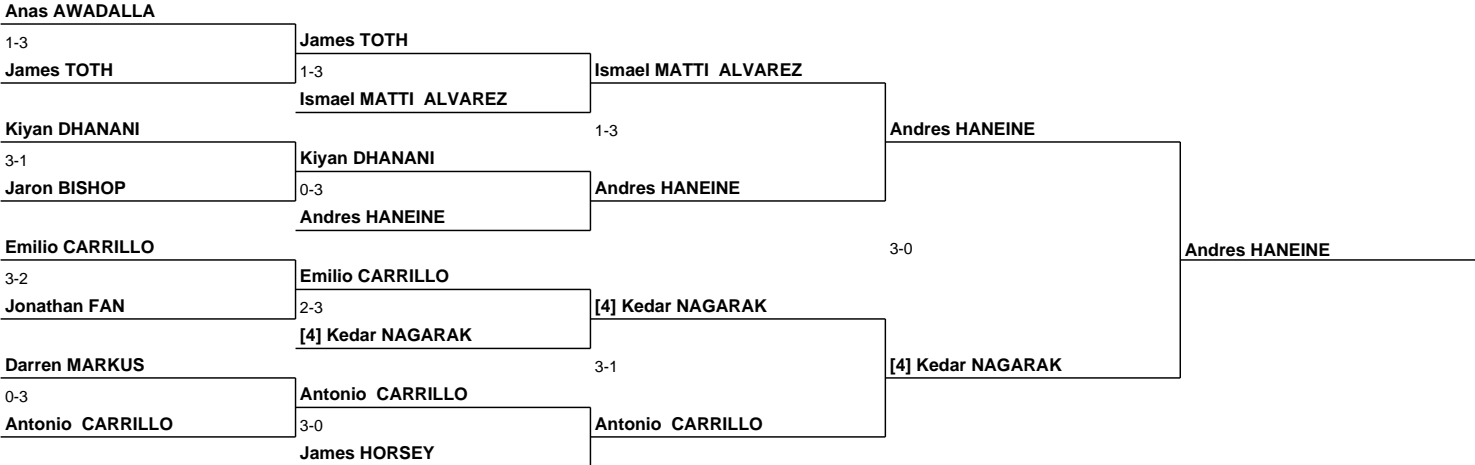 Anas AWADALLA
1-3
James TOTH
James TOTH
1-3
Ismael MATTI  ALVAREZ
Ismael MATTI  ALVAREZ
Kiyan DHANANI
1-3
Andres HANEINE
3-1
Kiyan DHANANI
Jaron BISHOP
0-3
Andres HANEINE
Andres HANEINE
Emilio CARRILLO
3-0
Andres HANEINE
3-2
Emilio CARRILLO
Jonathan FAN
2-3
[4] Kedar NAGARAK
[4] Kedar NAGARAK
Darren MARKUS
3-1
[4] Kedar NAGARAK
0-3
Antonio  CARRILLO
Antonio  CARRILLO
3-0
Antonio  CARRILLO
James HORSEY